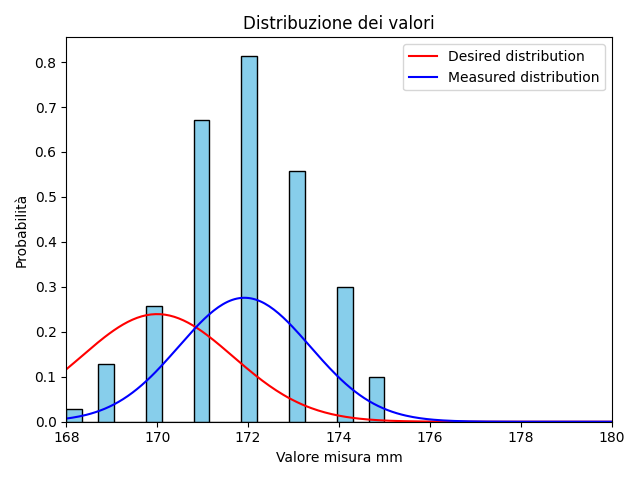 Distribuzione dei valori
Desired distribution
Measured distribution
Probabilità
0.8
0.7
0.6
0.5
0.4
0.3
0.2
0.1
0.0
168 170 172 174 176 178 180
Valore misura mm